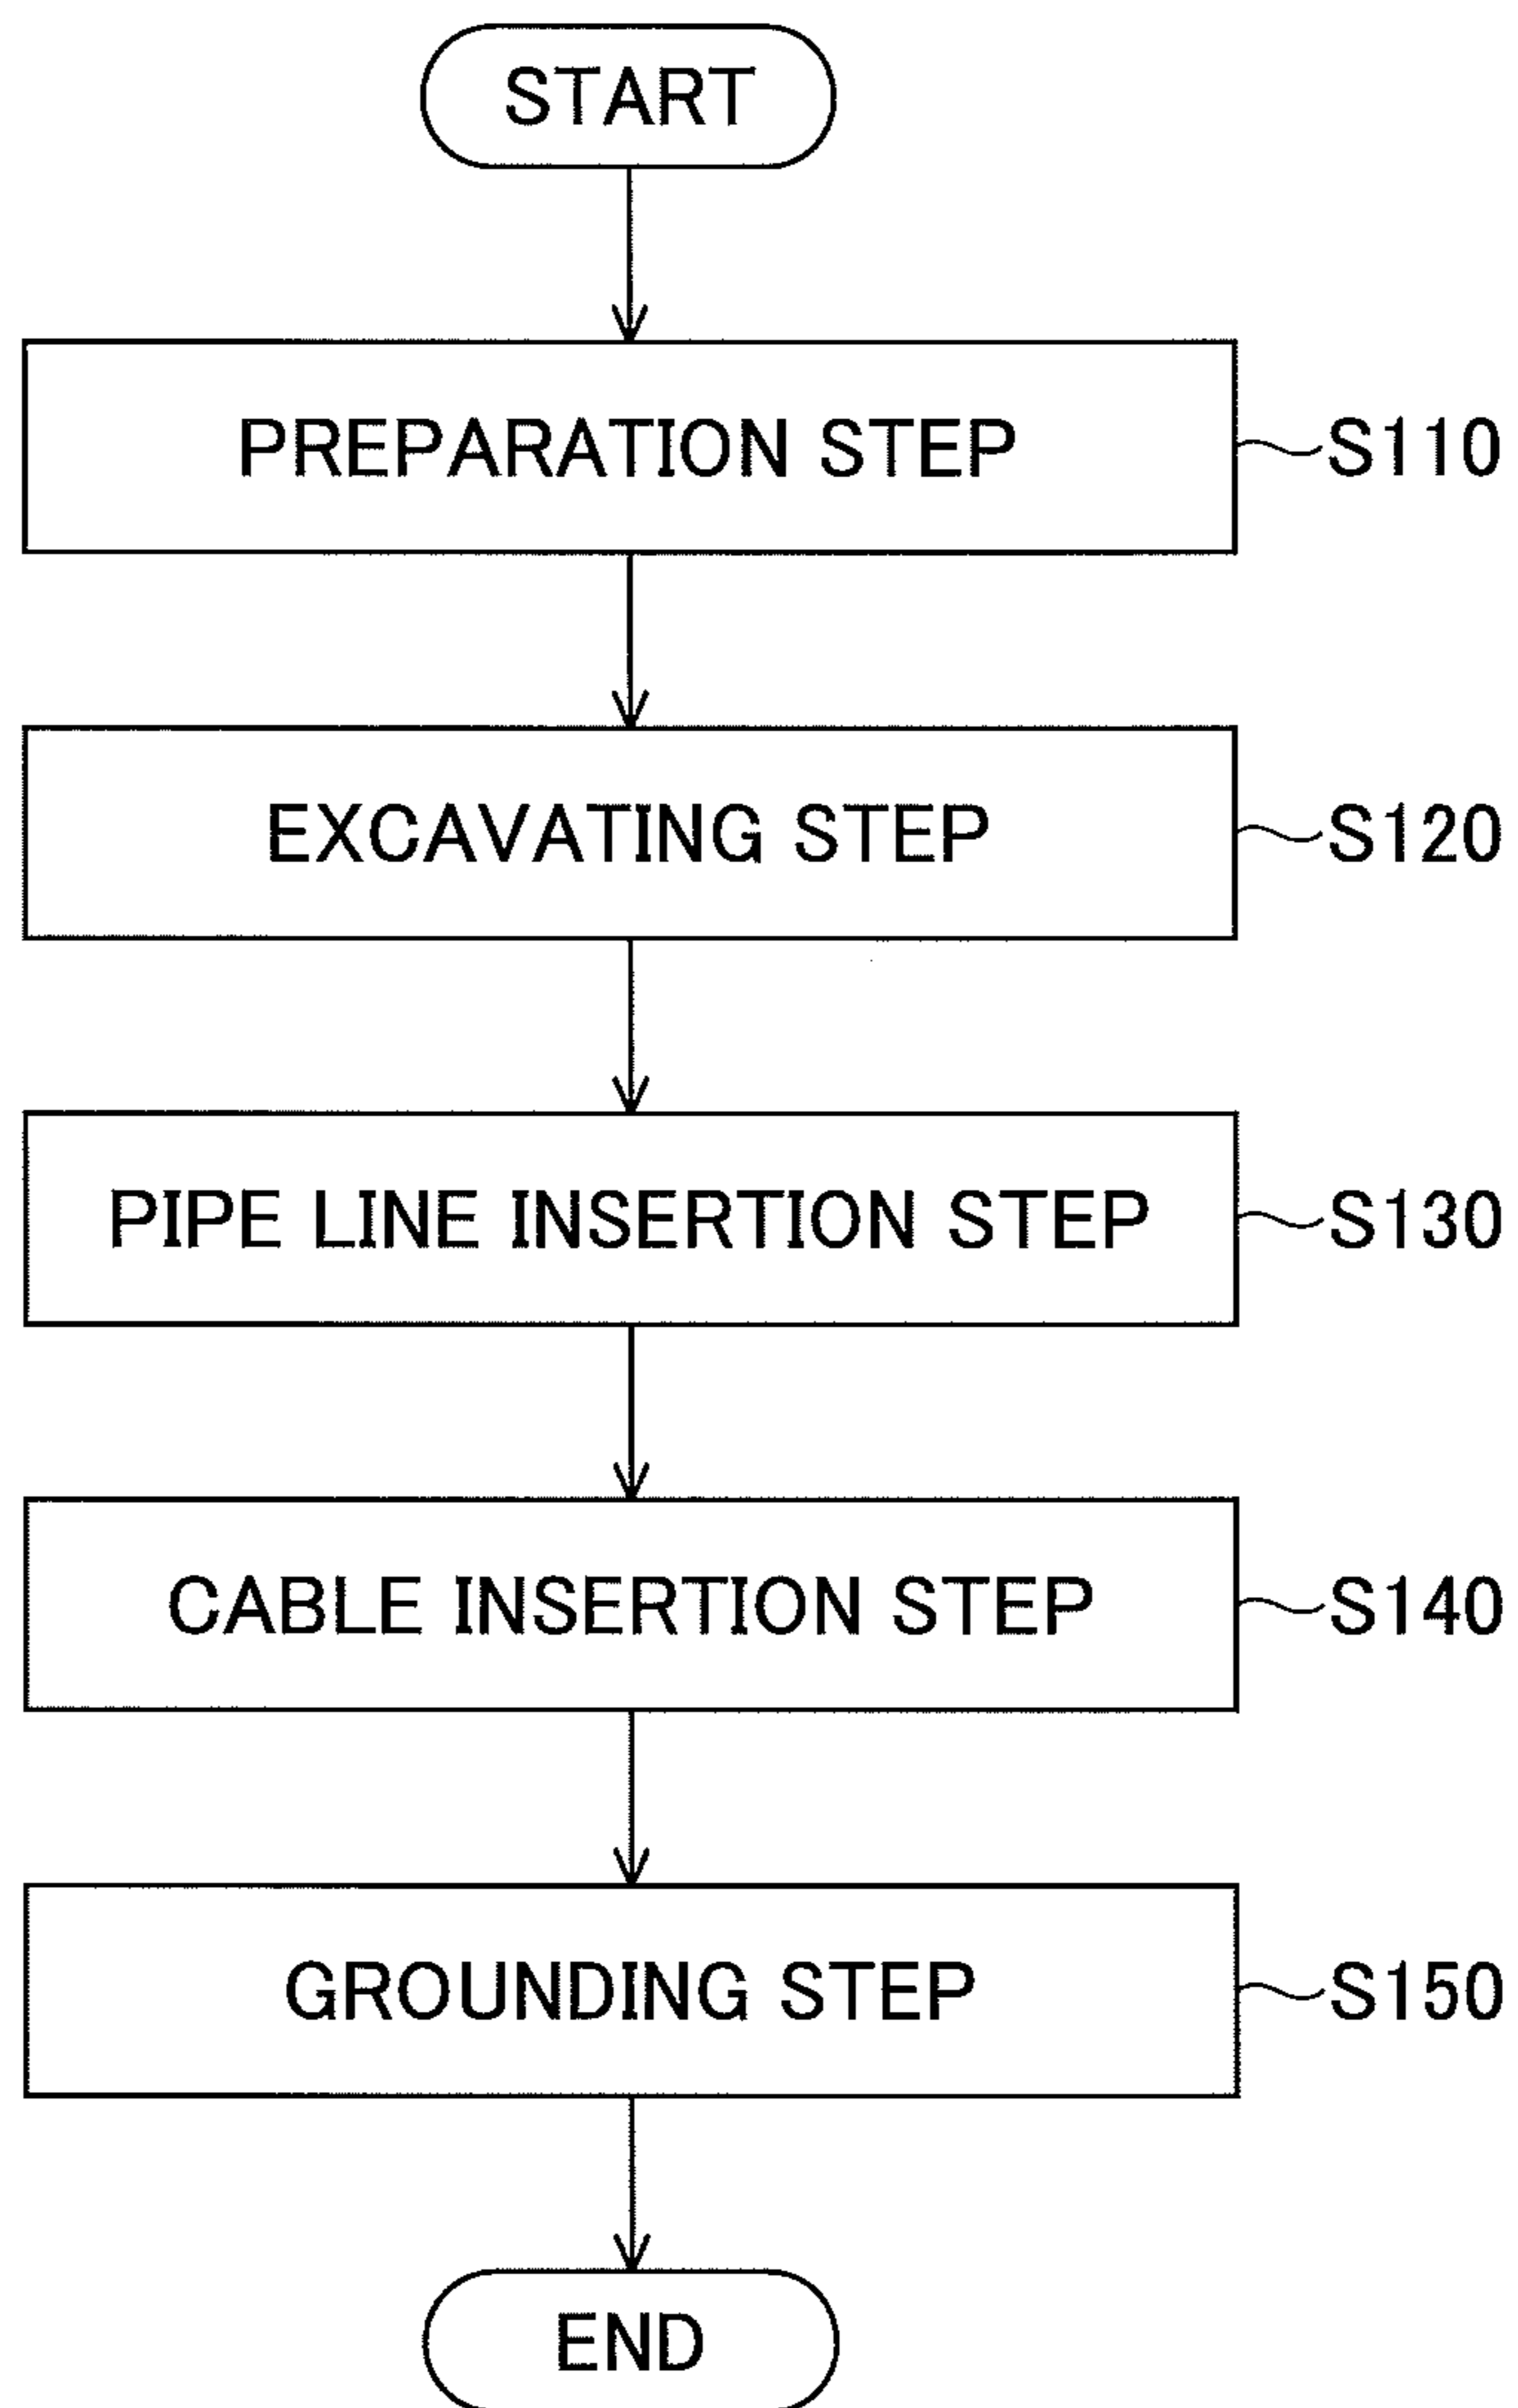 START
PREPARATION STEP
S110
EXCAVATING STEP
S120
PIPE LINE INSERTION STEP
S130
CABLE INSERTION STEP
S140
GROUNDING STEP
S150
END